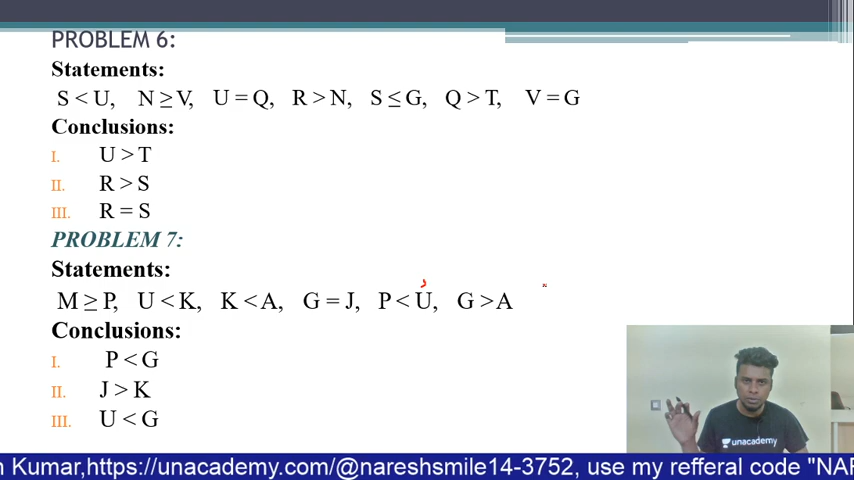 PROBLEM 6:
Statements:
S < U, N ≥ V, U = Q, R > N, S ≤ G, Q > T, V = G
Conclusions:
I. U > T
II. R > S
III. R = S
PROBLEM 7:
Statements:
M ≥ P, U < K, K < A, G = J, P < U, G > A
Conclusions:
I. P < G
II. J > K
III. U < G
unacademy
n Kumar,https://unacademy.com/@nareshsmile14-3752, use my refferal code "NAR